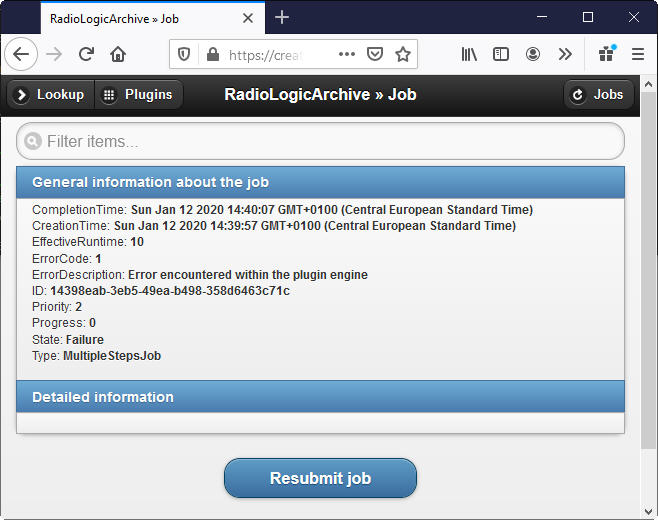 RadioLogicArchive » Job
https://creat
Lookup
Plugins
RadioLogicArchive » Job
Jobs
Filter items...
General information about the job
CompletionTime: Sun Jan 12 2020 14:40:07 GMT+0100 (Central European Standard Time)
CreationTime: Sun Jan 12 2020 14:39:57 GMT+0100 (Central European Standard Time)
EffectiveRuntime: 10
ErrorCode: 1
ErrorDescription: Error encountered within the plugin engine
ID: 14398eab-3eb5-49ea-b498-358d6463c71c
Priority: 2
Progress: 0
State: Failure
Type: MultipleStepsJob
Detailed information
Resubmit job